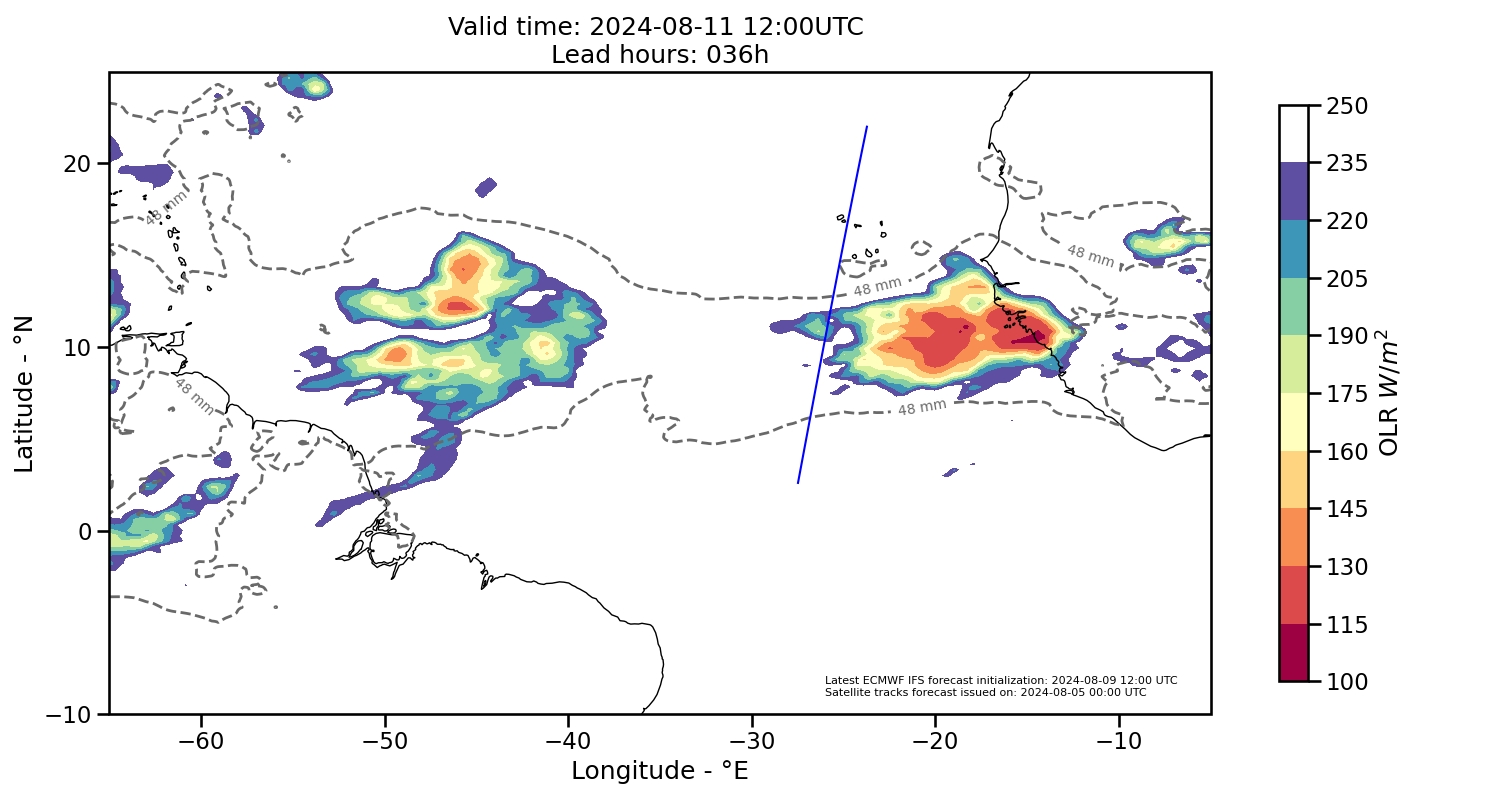 Valid time: 2024-08-11 12:00UTC
Lead hours: 036h
250
235
220
205
190
175
160
145
130
115
100
OLR W/m²
20
10
0
−10
Latitude - °N
48 mm
48 mm
48 mm
48 mm
48 mm
Latest ECMWF IFS forecast initialization: 2024-08-09 12:00 UTC
Satellite tracks forecast issued on: 2024-08-05 00:00 UTC
−60
−50
−40
−30
−20
−10
Longitude - °E